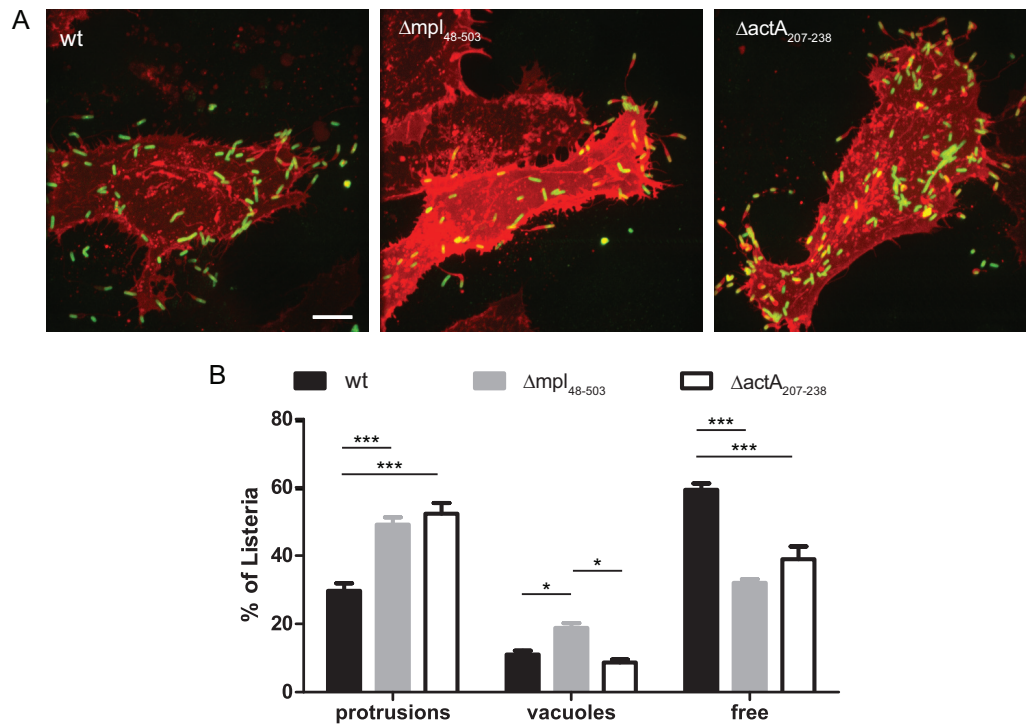 A
wt
Δmpl48-503
ΔactA207-238
B
wt
Δmpl48-503
ΔactA207-238
% of Listeria
80
60
40
20
0
***
***
*
*
***
***
protrusions
vacuoles
free